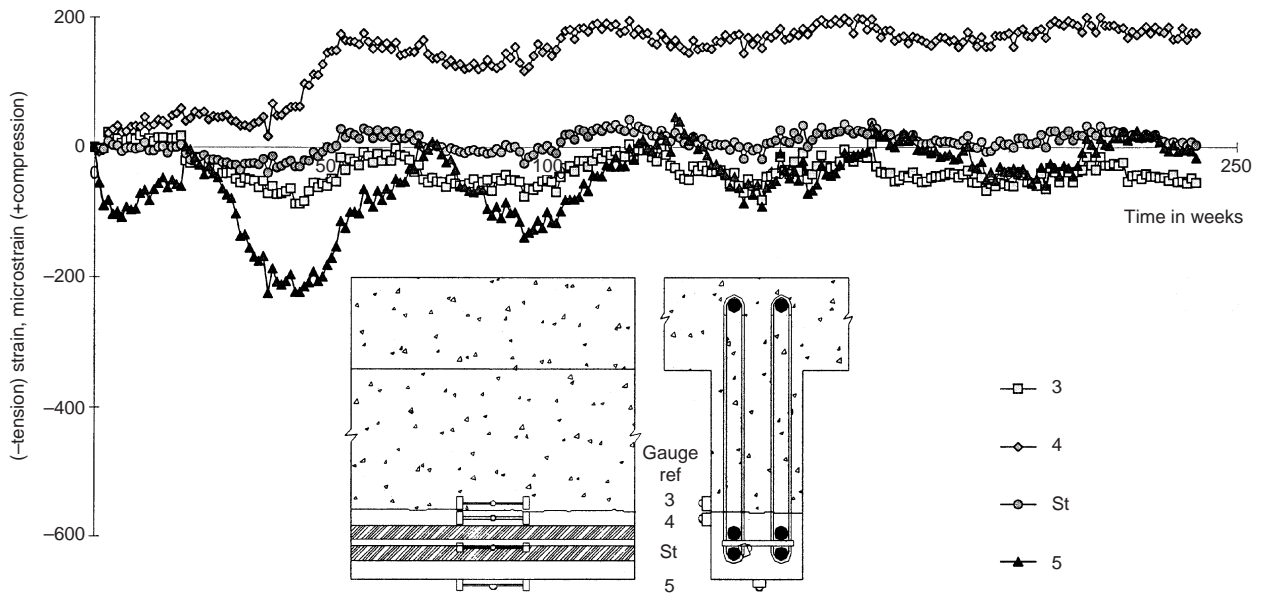 200
0
–200
–400
–600
(–tension) strain, microstrain (+compression)
50
100
250
Time in weeks
Gauge
ref
3
4
St
5
3
4
St
5